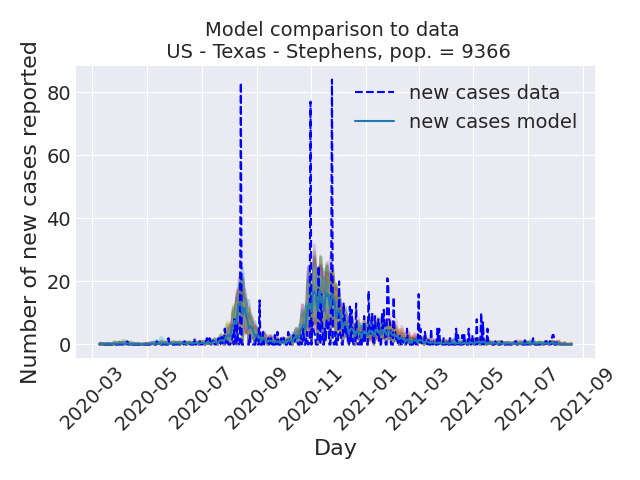 Model comparison to data
US - Texas - Stephens, pop. = 9366
Number of new cases reported
80
60
40
20
0
new cases data
new cases model
2020-03
2020-05
2020-07
2020-09
2020-11
2021-01
2021-03
2021-05
2021-07
2021-09
Day